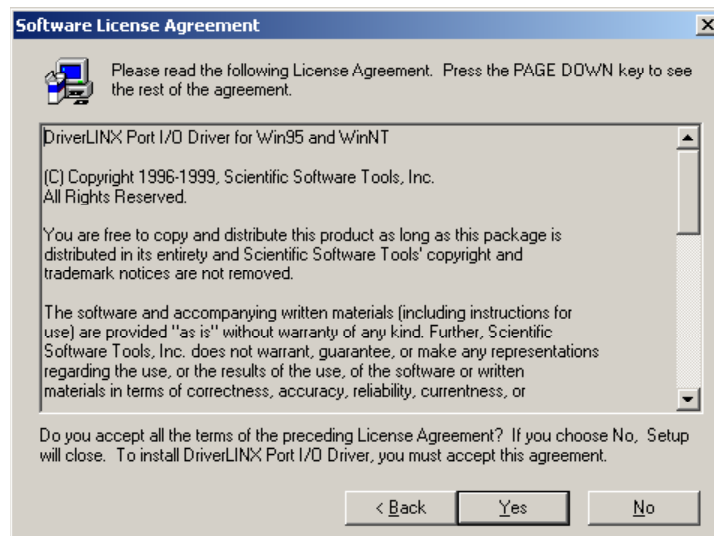 Software License Agreement
Please read the following License Agreement. Press the PAGE DOWN key to see
the rest of the agreement.
DriverLINX Port I/O Driver for Win95 and WinNT
(C) Copyright 1996-1999, Scientific Software Tools, Inc.
All Rights Reserved.
You are free to copy and distribute this product as long as this package is
distributed in its entirety and Scientific Software Tools' copyright and
trademark notices are not removed.
The software and accompanying written materials (including instructions for
use) are provided "as is" without warranty of any kind. Further, Scientific
Software Tools, Inc. does not warrant, guarantee, or make any representations
regarding the use, or the results of the use, of the software or written
materials in terms of correctness, accuracy, reliability, currentness, or
Do you accept all the terms of the preceding License Agreement? If you choose No, Setup
will close. To install DriverLINX Port I/O Driver, you must accept this agreement.
< Back Yes No